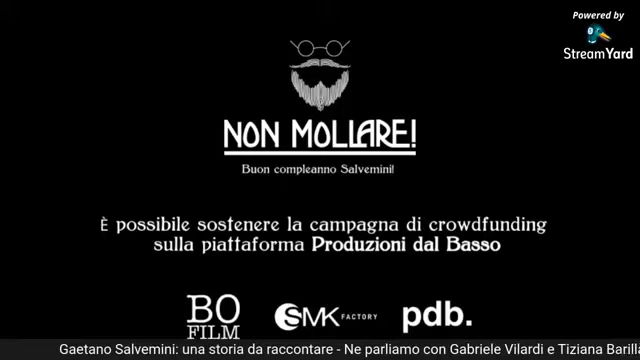 Powered by
StreamYard
NON MOLLARE!
Buon compleanno Salvemini!
È possibile sostenere la campagna di crowdfunding
sulla piattaforma Produzioni dal Basso
BO
FILM
SMK FACTORY
pdb.
Gaetano Salvemini: una storia da raccontare - Ne parliamo con Gabriele Vilardi e Tiziana Barilla